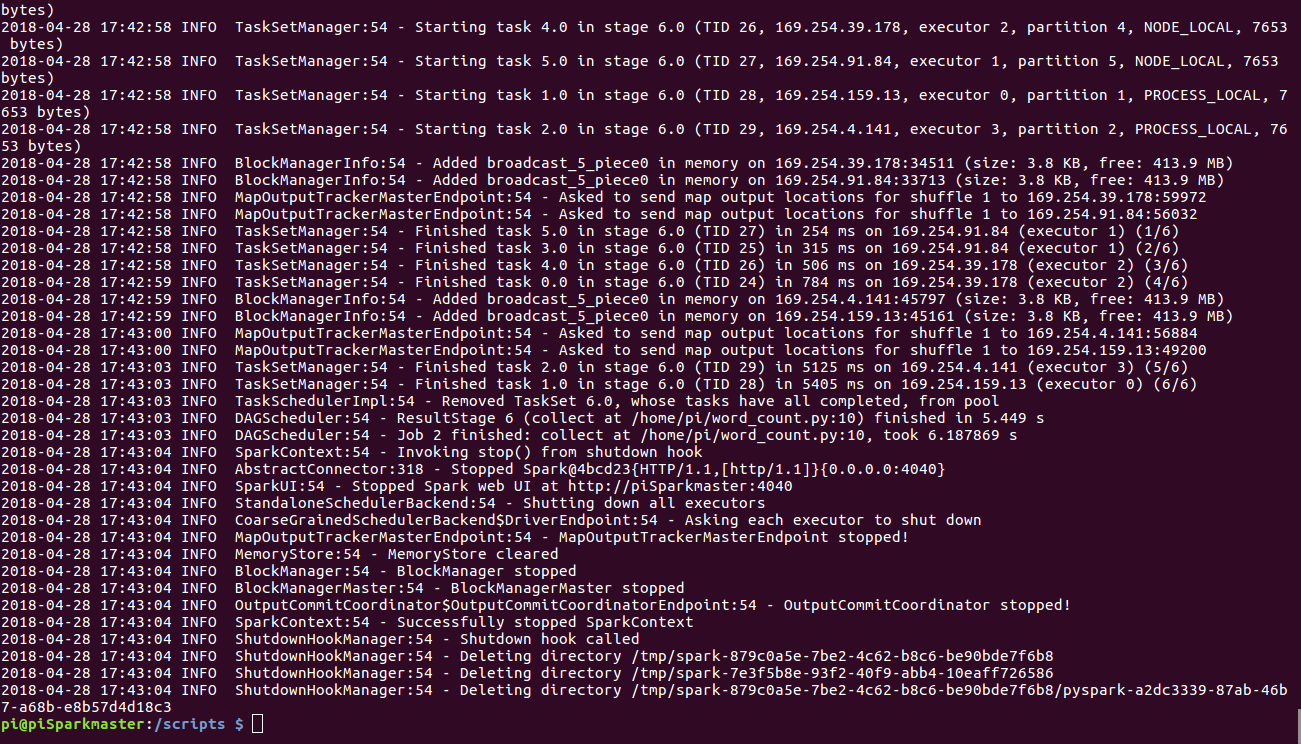 bytes)
2018-04-28 17:42:58 INFO  TaskSetManager:54 - Starting task 4.0 in stage 6.0 (TID 26, 169.254.39.178, executor 2, partition 4, NODE_LOCAL, 7653
 bytes)
2018-04-28 17:42:58 INFO  TaskSetManager:54 - Starting task 5.0 in stage 6.0 (TID 27, 169.254.91.84, executor 1, partition 5, NODE_LOCAL, 7653
bytes)
2018-04-28 17:42:58 INFO  TaskSetManager:54 - Starting task 1.0 in stage 6.0 (TID 28, 169.254.159.13, executor 0, partition 1, PROCESS_LOCAL, 7
653 bytes)
2018-04-28 17:42:58 INFO  TaskSetManager:54 - Starting task 2.0 in stage 6.0 (TID 29, 169.254.4.141, executor 3, partition 2, PROCESS_LOCAL, 76
53 bytes)
2018-04-28 17:42:58 INFO  BlockManagerInfo:54 - Added broadcast_5_piece0 in memory on 169.254.39.178:34511 (size: 3.8 KB, free: 413.9 MB)
2018-04-28 17:42:58 INFO  BlockManagerInfo:54 - Added broadcast_5_piece0 in memory on 169.254.91.84:33713 (size: 3.8 KB, free: 413.9 MB)
2018-04-28 17:42:58 INFO  MapOutputTrackerMasterEndpoint:54 - Asked to send map output locations for shuffle 1 to 169.254.39.178:59972
2018-04-28 17:42:58 INFO  MapOutputTrackerMasterEndpoint:54 - Asked to send map output locations for shuffle 1 to 169.254.91.84:56032
2018-04-28 17:42:58 INFO  TaskSetManager:54 - Finished task 5.0 in stage 6.0 (TID 27) in 254 ms on 169.254.91.84 (executor 1) (1/6)
2018-04-28 17:42:58 INFO  TaskSetManager:54 - Finished task 3.0 in stage 6.0 (TID 25) in 315 ms on 169.254.91.84 (executor 1) (2/6)
2018-04-28 17:42:58 INFO  TaskSetManager:54 - Finished task 4.0 in stage 6.0 (TID 26) in 506 ms on 169.254.39.178 (executor 2) (3/6)
2018-04-28 17:42:59 INFO  TaskSetManager:54 - Finished task 0.0 in stage 6.0 (TID 24) in 784 ms on 169.254.39.178 (executor 2) (4/6)
2018-04-28 17:42:59 INFO  BlockManagerInfo:54 - Added broadcast_5_piece0 in memory on 169.254.4.141:45797 (size: 3.8 KB, free: 413.9 MB)
2018-04-28 17:42:59 INFO  BlockManagerInfo:54 - Added broadcast_5_piece0 in memory on 169.254.159.13:45161 (size: 3.8 KB, free: 413.9 MB)
2018-04-28 17:43:00 INFO  MapOutputTrackerMasterEndpoint:54 - Asked to send map output locations for shuffle 1 to 169.254.4.141:56884
2018-04-28 17:43:00 INFO  MapOutputTrackerMasterEndpoint:54 - Asked to send map output locations for shuffle 1 to 169.254.159.13:49200
2018-04-28 17:43:03 INFO  TaskSetManager:54 - Finished task 2.0 in stage 6.0 (TID 29) in 5125 ms on 169.254.4.141 (executor 3) (5/6)
2018-04-28 17:43:03 INFO  TaskSetManager:54 - Finished task 1.0 in stage 6.0 (TID 28) in 5405 ms on 169.254.159.13 (executor 0) (6/6)
2018-04-28 17:43:03 INFO  TaskSchedulerImpl:54 - Removed TaskSet 6.0, whose tasks have all completed, from pool
2018-04-28 17:43:03 INFO  DAGScheduler:54 - ResultStage 6 (collect at /home/pi/word_count.py:10) finished in 5.449 s
2018-04-28 17:43:03 INFO  DAGScheduler:54 - Job 2 finished: collect at /home/pi/word_count.py:10, took 6.187869 s
2018-04-28 17:43:04 INFO  SparkContext:54 - Invoking stop() from shutdown hook
2018-04-28 17:43:04 INFO  AbstractConnector:318 - Stopped Spark@4bcd23{HTTP/1.1,[http/1.1]}{0.0.0.0:4040}
2018-04-28 17:43:04 INFO  SparkUI:54 - Stopped Spark web UI at http://piSparkmaster:4040
2018-04-28 17:43:04 INFO  StandaloneSchedulerBackend:54 - Shutting down all executors
2018-04-28 17:43:04 INFO  CoarseGrainedSchedulerBackend$DriverEndpoint:54 - Asking each executor to shut down
2018-04-28 17:43:04 INFO  MapOutputTrackerMasterEndpoint:54 - MapOutputTrackerMasterEndpoint stopped!
2018-04-28 17:43:04 INFO  MemoryStore:54 - MemoryStore cleared
2018-04-28 17:43:04 INFO  BlockManager:54 - BlockManager stopped
2018-04-28 17:43:04 INFO  BlockManagerMaster:54 - BlockManagerMaster stopped
2018-04-28 17:43:04 INFO  OutputCommitCoordinator$OutputCommitCoordinatorEndpoint:54 - OutputCommitCoordinator stopped!
2018-04-28 17:43:04 INFO  SparkContext:54 - Successfully stopped SparkContext
2018-04-28 17:43:04 INFO  ShutdownHookManager:54 - Shutdown hook called
2018-04-28 17:43:04 INFO  ShutdownHookManager:54 - Deleting directory /tmp/spark-879c0a5e-7be2-4c62-b8c6-be90bde7f6b8
2018-04-28 17:43:04 INFO  ShutdownHookManager:54 - Deleting directory /tmp/spark-7e3f5b8e-93f2-40f9-abb4-10eaff726586
2018-04-28 17:43:04 INFO  ShutdownHookManager:54 - Deleting directory /tmp/spark-879c0a5e-7be2-4c62-b8c6-be90bde7f6b8/pyspark-a2dc3339-87ab-46b
7-a68b-e8b57d4d18c3
pi@piSparkmaster:/scripts $